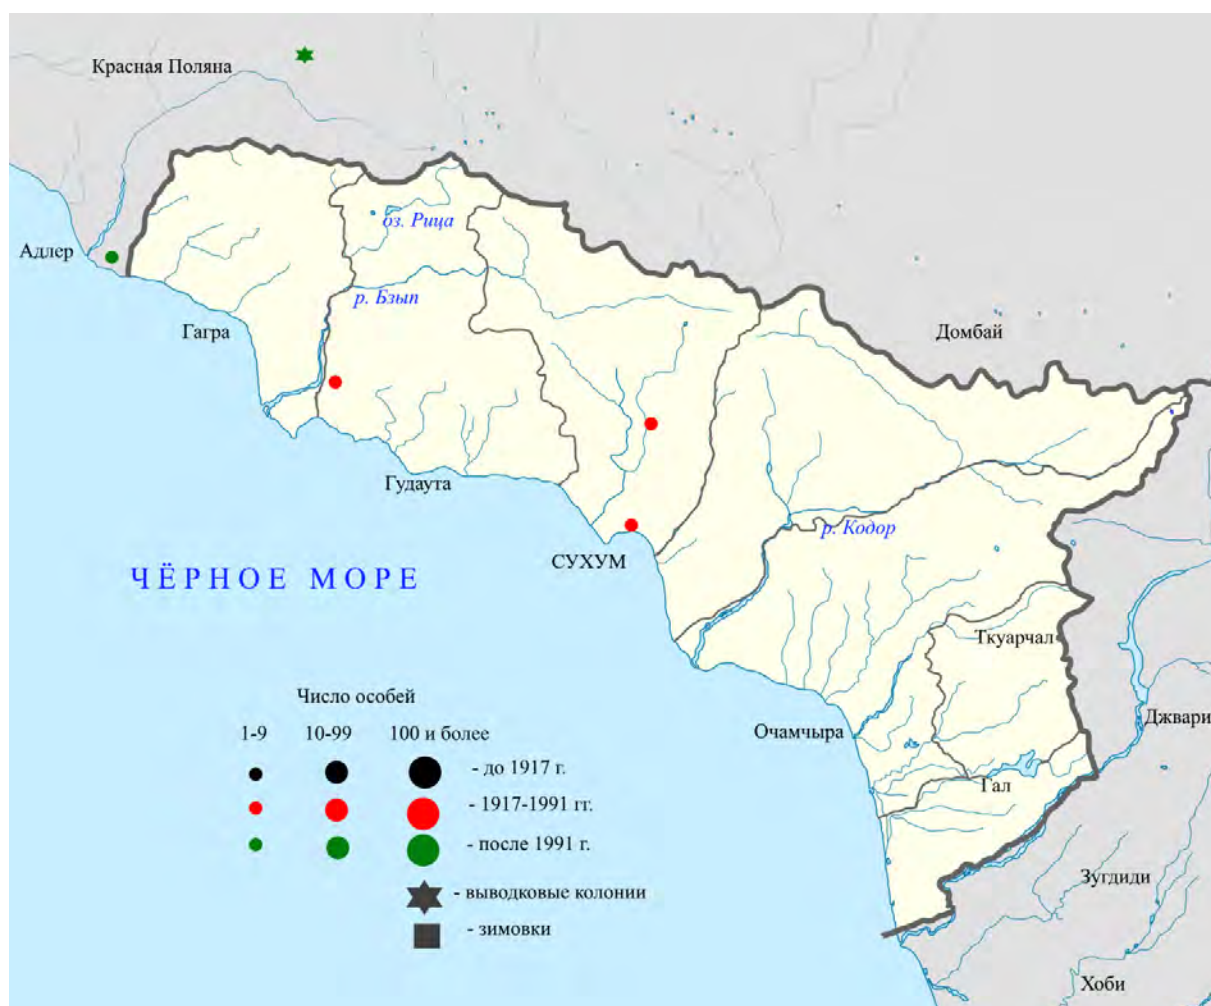 Красная Поляна
оз. Рица
Адлер
р. Бзып
Гагра
Домбай
Гудаута
р. Кодор
СУХУМ
ЧЁРНОЕ МОРЕ
Ткуарчал
Число особей
Джвари
1-9 10-99 100 и более
Очамчыра
- до 1917 г.
Гал
- 1917-1991 гг.
- после 1991 г.
Зугдиди
- выводковые колонии
- зимовки
Хоби